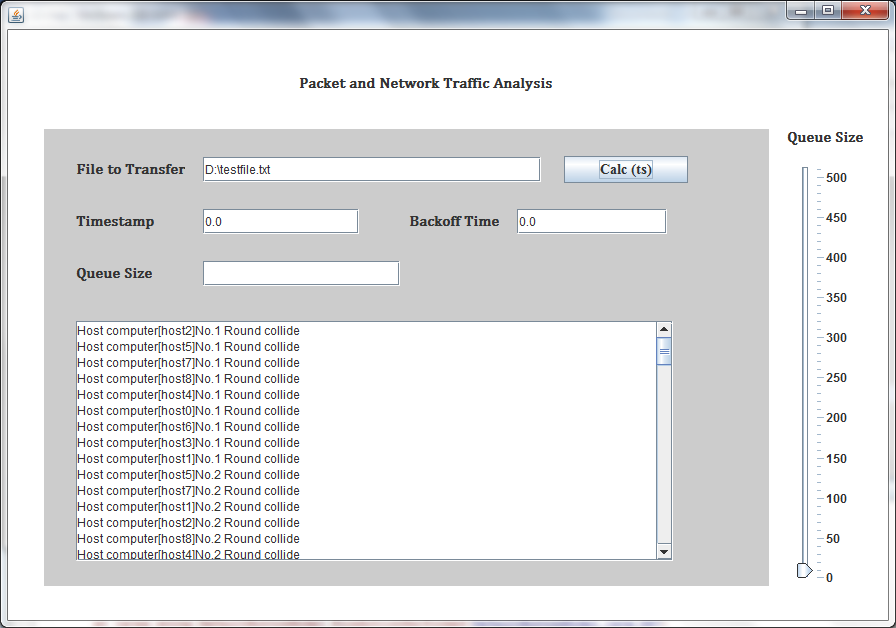 Packet and Network Traffic Analysis
Queue Size
File to Transfer D:\testfile.txt Calc (ts)
Timestamp 0.0 Backoff Time 0.0
Queue Size
Host computer[host2]No.1 Round collide
Host computer[host5]No.1 Round collide
Host computer[host7]No.1 Round collide
Host computer[host8]No.1 Round collide
Host computer[host4]No.1 Round collide
Host computer[host0]No.1 Round collide
Host computer[host6]No.1 Round collide
Host computer[host3]No.1 Round collide
Host computer[host1]No.1 Round collide
Host computer[host5]No.2 Round collide
Host computer[host7]No.2 Round collide
Host computer[host1]No.2 Round collide
Host computer[host2]No.2 Round collide
Host computer[host8]No.2 Round collide
Host computer[host4]No.2 Round collide
500
450
400
350
300
250
200
150
100
50
0